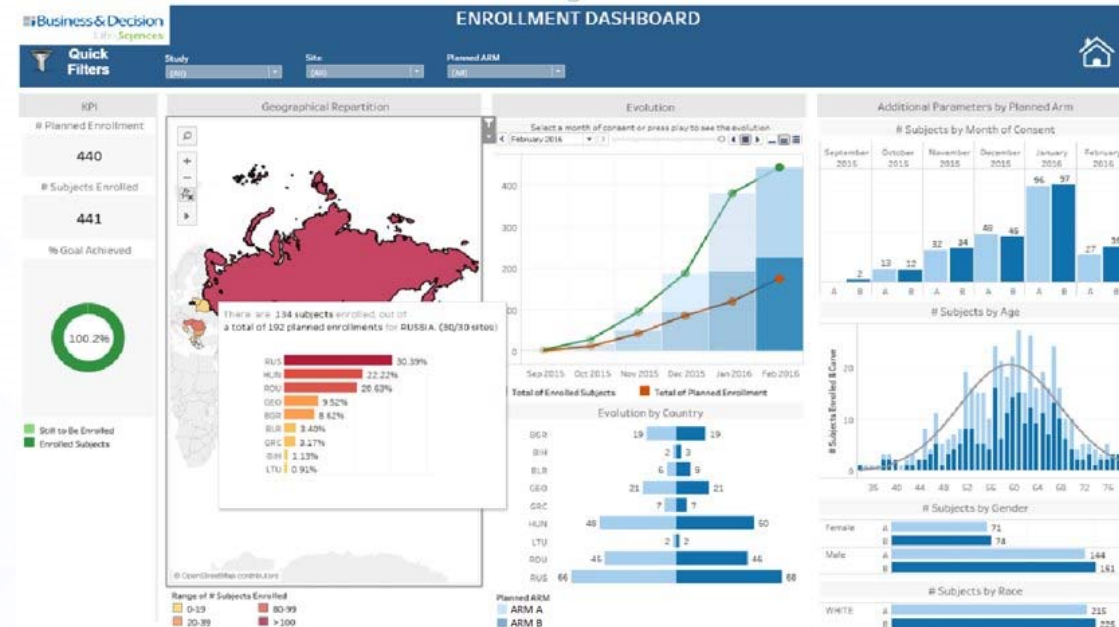 Business & Decision
Life Sciences
ENROLLMENT DASHBOARD
Quick
Filters
Study
(All)
Site
(All)
Planned ARM
(All)
KPI
# Planned Enrollment
440
# Subjects Enrolled
441
% Goal Achieved
100.2%
Still to Be Enrolled
Enrolled Subjects
Geographical Repartition
There are 134 subjects enrolled, out of
a total of 192 planned enrollments for RUSSIA. (30/30 sites)
RUS 30.39%
HUN 22.22%
ROU 20.63%
GEO 9.52%
BGR 8.62%
BLR 3.40%
GRC 3.17%
BIH 1.13%
LTU 0.91%
© OpenStreetMap contributors
Range of # Subjects Enrolled
0-19
80-99
20-39
>100
Evolution
Select a month of consent or press play to see the evolution
February 2016
400
300
200
0
Sep 2015 Oct 2015 Nov 2015 Dec 2015 Jan 2016 Feb 2016
Total of Enrolled Subjects
Total of Planned Enrollment
Evolution by Country
BGR 19 19
BIH 2 3
BLR 6 9
GEO 21 21
GRC 7 7
HUN 48 50
LTU 2 2
ROU 45 46
RUS 66 68
Planned ARM
ARM A
ARM B
Additional Parameters by Planned Arm
# Subjects by Month of Consent
September October November December January February
2015 2015 2015 2015 2016 2016
2 13 12 32 34 48 45 96 97 27
A B A B A B A B A B A B
# Subjects by Age
# Subjects Enrolled & Curve
20
10
0
36 40 44 48 52 56 60 64 68 72 76
# Subjects by Gender
Female A 71
B 78
Male A 144
B 161
# Subjects by Race
WHITE A 215
B